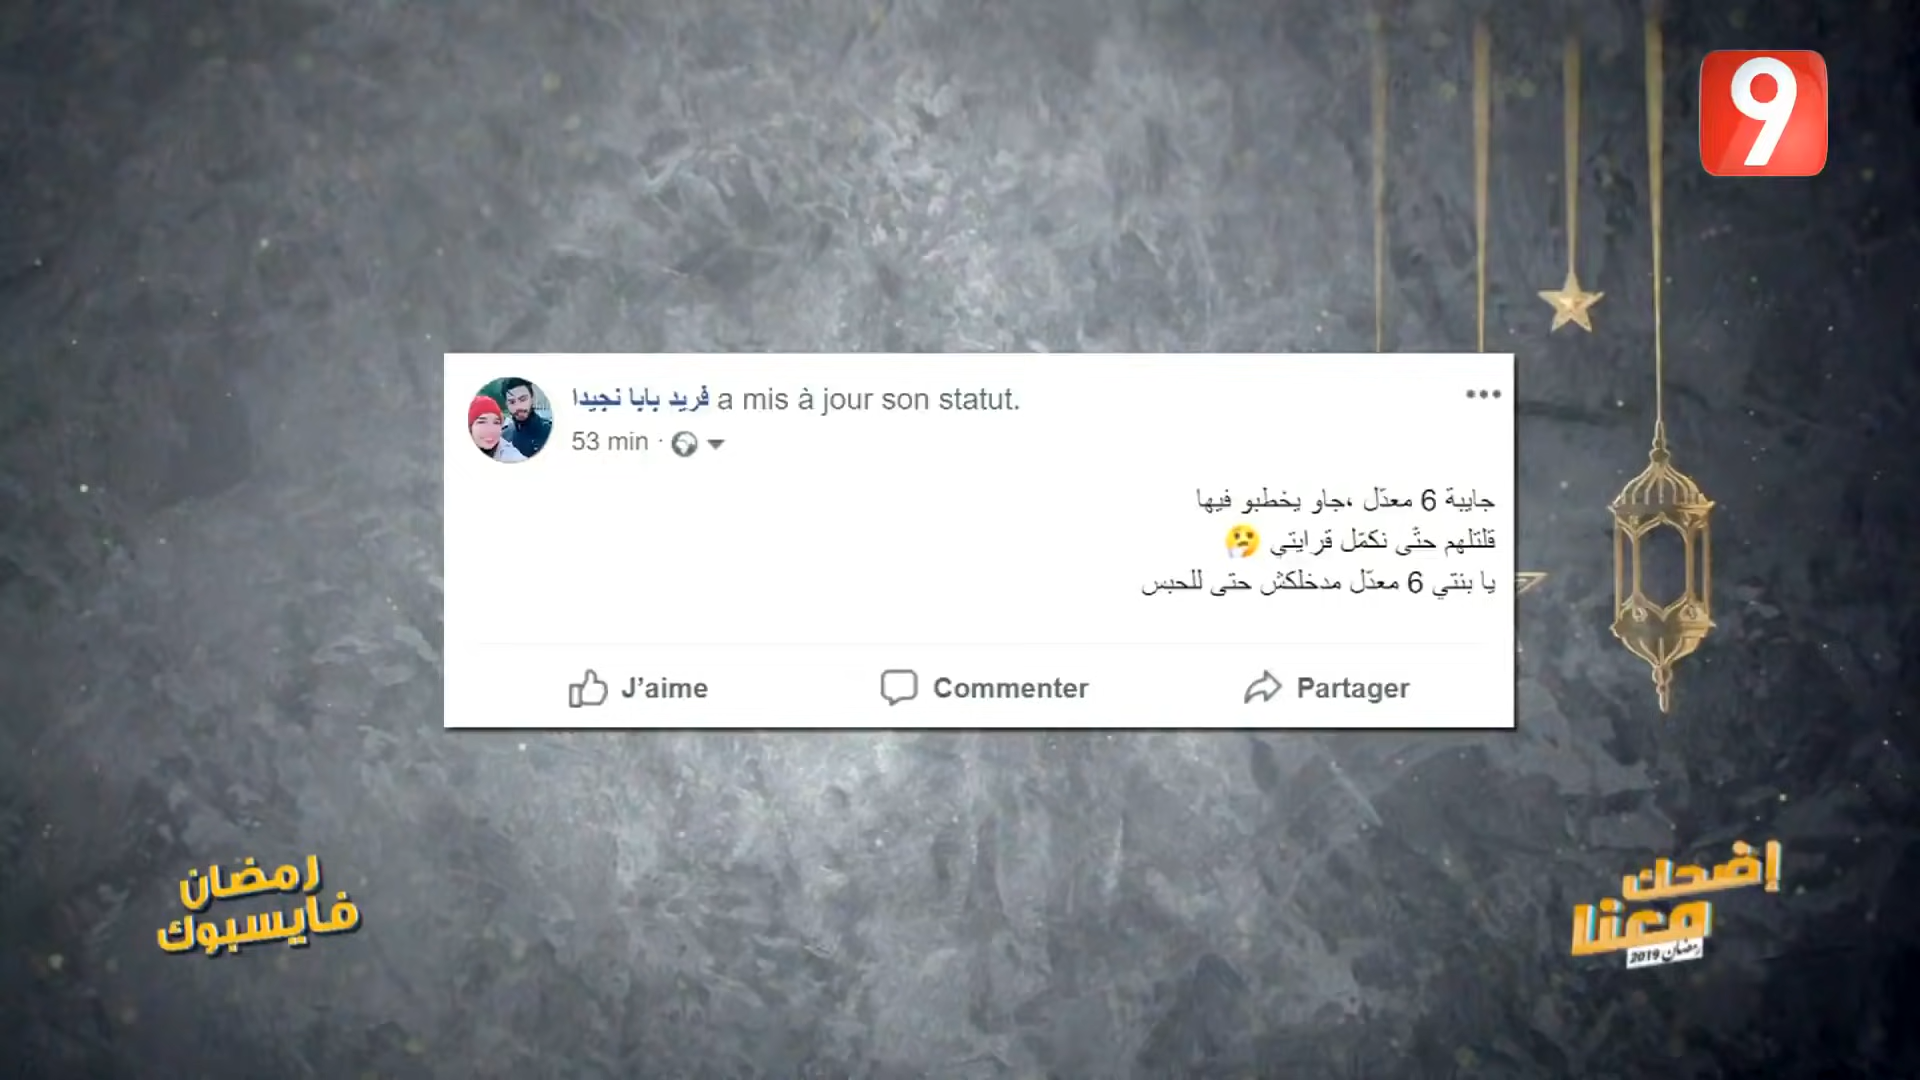 9
فريد بابا نجيدا a mis à jour son statut.
53 min ·
جايبة 6 معدّل ،جاو يخطبو فيها
قلتلهم حتّى نكمّل قرايتي 🤔
يا بنتي 6 معدّل مدخلكش حتى للحبس
J’aime
Commenter
Partager
رمضان
فايسبوك
إضحك
معنا
رمضان 2019